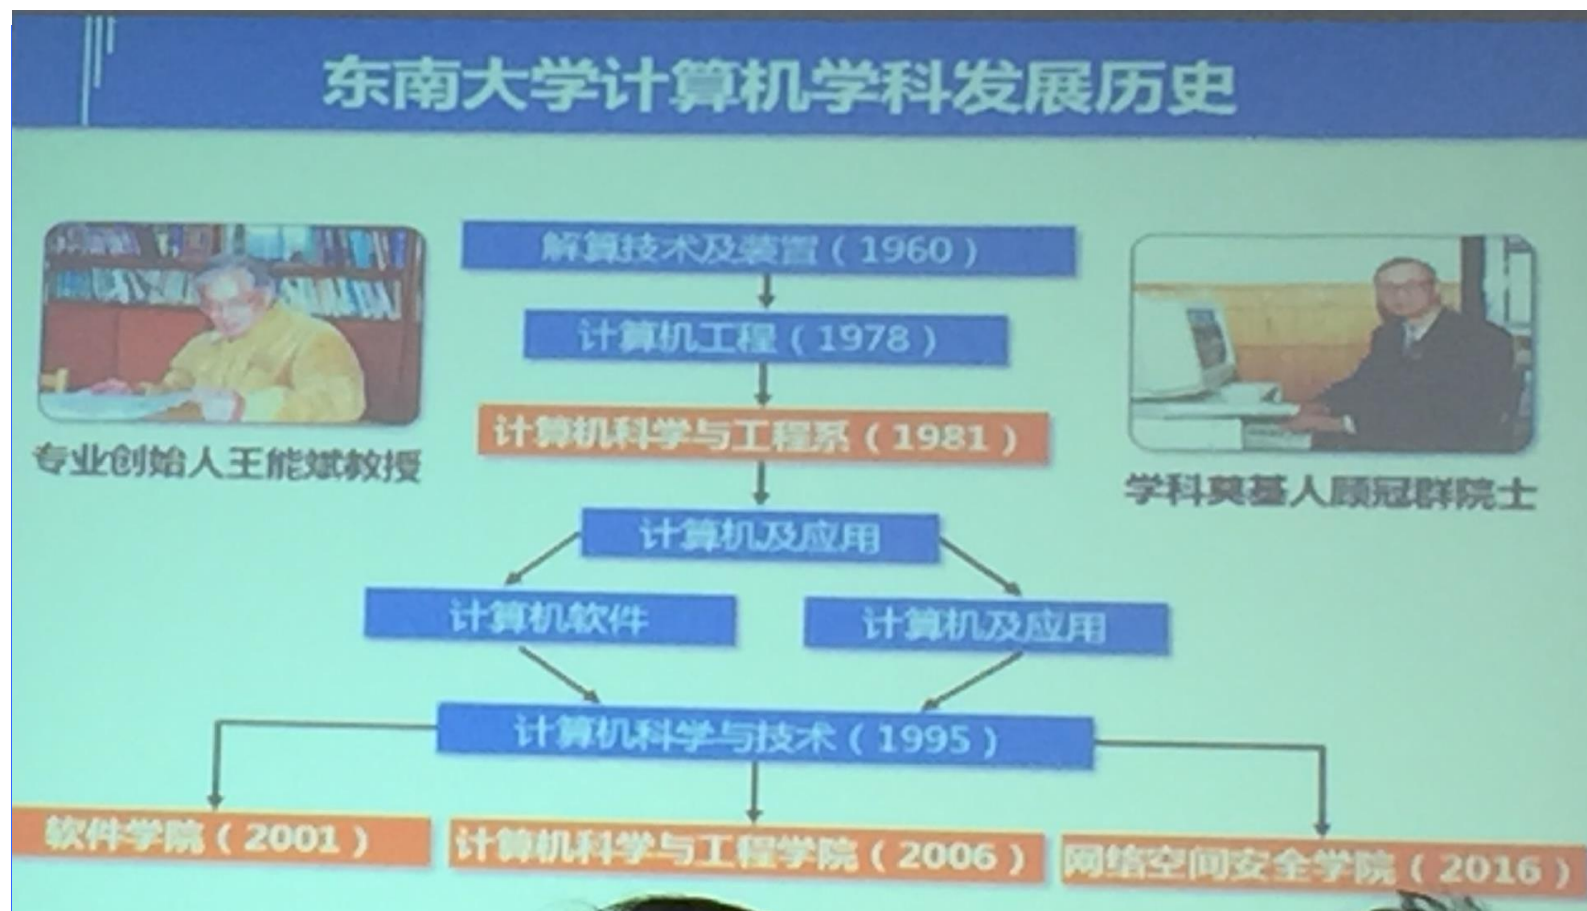 东南大学计算机学科发展历史
解算技术及装置（1960）
计算机工程（1978）
计算机科学与工程系（1981）
专业创始人王能斌教授
学科奠基人顾冠群院士
计算机及应用
计算机软件
计算机及应用
计算机科学与技术（1995）
软件学院（2001）
计算机科学与工程学院（2006）
网络空间安全学院（2016）